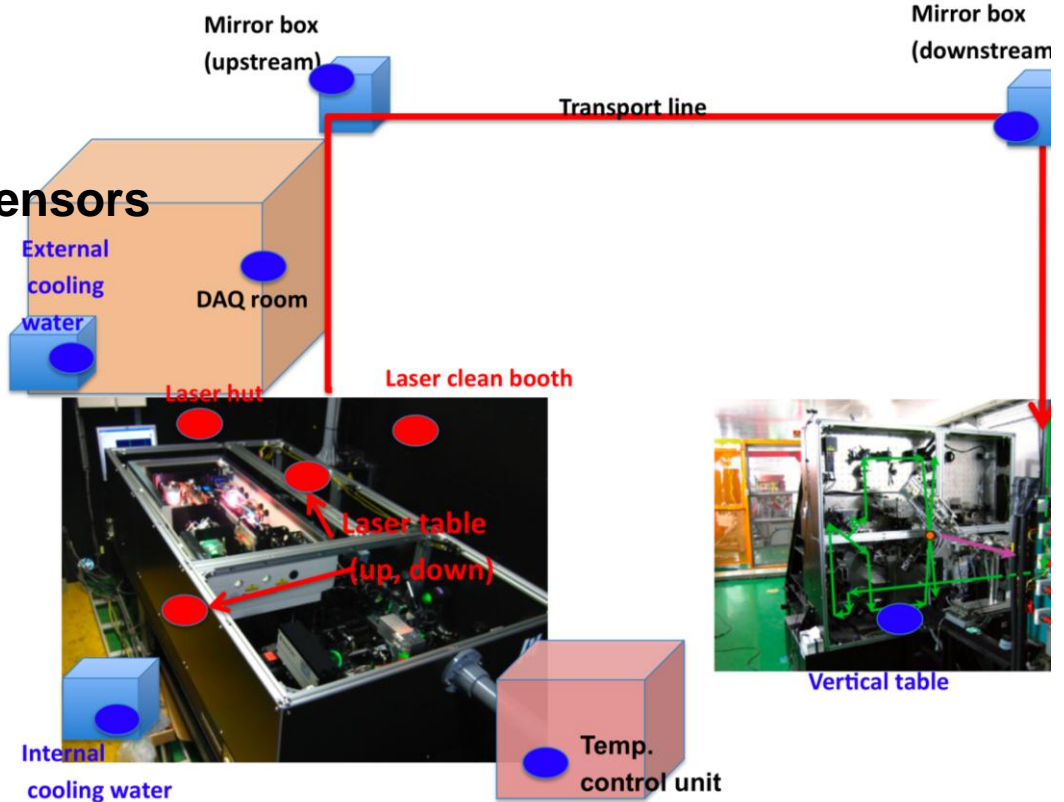 Mirror box
(upstream)
Mirror box
(downstream
Transport line
ensors
External
cooling
water
DAQ room
Laser hut
Laser clean booth
Laser table
(up, down)
Vertical table
Internal
cooling water
Temp.
control unit